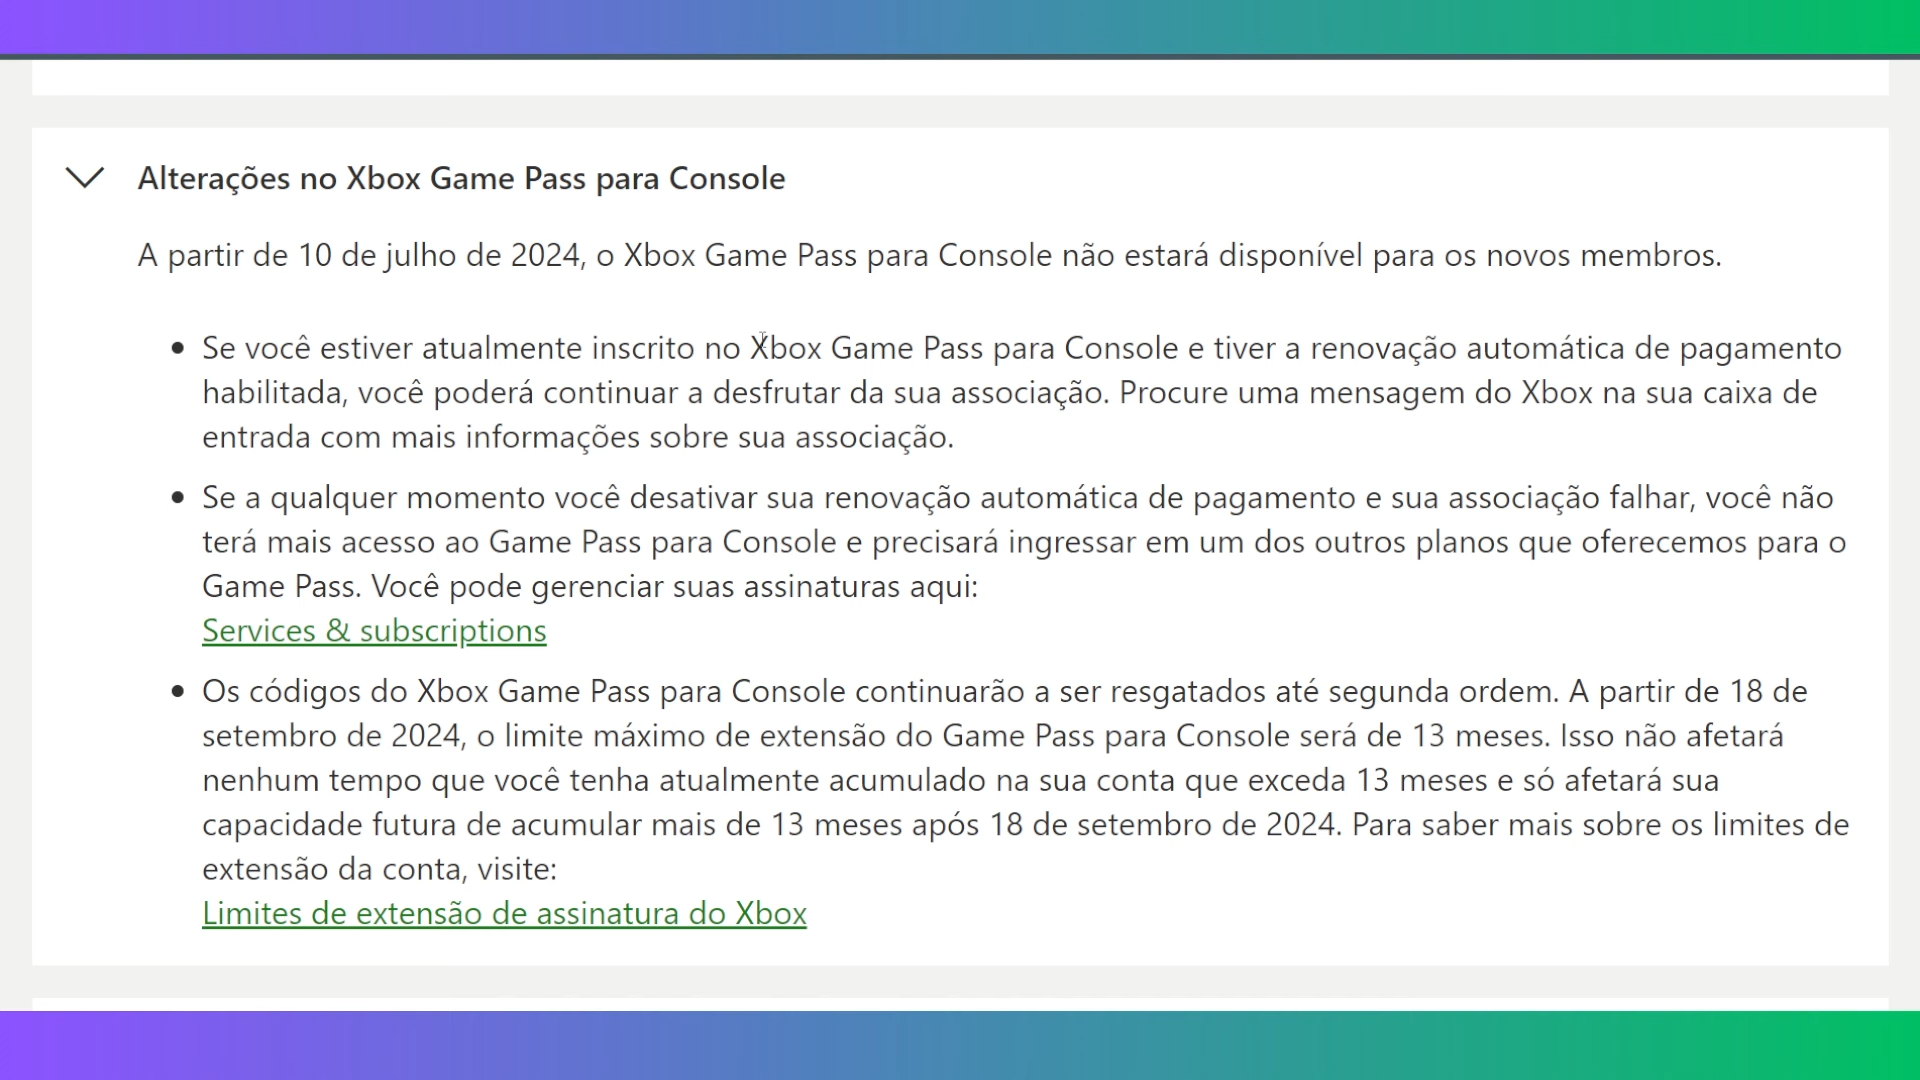 Alterações no Xbox Game Pass para Console
A partir de 10 de julho de 2024, o Xbox Game Pass para Console não estará disponível para os novos membros.
• Se você estiver atualmente inscrito no Xbox Game Pass para Console e tiver a renovação automática de pagamento
habilitada, você poderá continuar a desfrutar da sua associação. Procure uma mensagem do Xbox na sua caixa de
entrada com mais informações sobre sua associação.
• Se a qualquer momento você desativar sua renovação automática de pagamento e sua associação falhar, você não
terá mais acesso ao Game Pass para Console e precisará ingressar em um dos outros planos que oferecemos para o
Game Pass. Você pode gerenciar suas assinaturas aqui:
Services & subscriptions
• Os códigos do Xbox Game Pass para Console continuarão a ser resgatados até segunda ordem. A partir de 18 de
setembro de 2024, o limite máximo de extensão do Game Pass para Console será de 13 meses. Isso não afetará
nenhum tempo que você tenha atualmente acumulado na sua conta que exceda 13 meses e só afetará sua
capacidade futura de acumular mais de 13 meses após 18 de setembro de 2024. Para saber mais sobre os limites de
extensão da conta, visite:
Limites de extensão de assinatura do Xbox